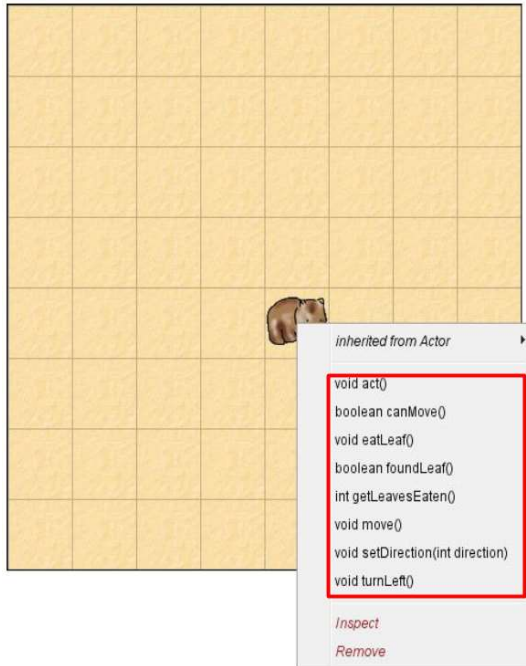 inherited from Actor
void act()
boolean canMove()
void eatLeaf()
boolean foundLeaf()
int getLeavesEaten()
void move()
void setDirection(int direction)
void turnLeft()
Inspect
Remove